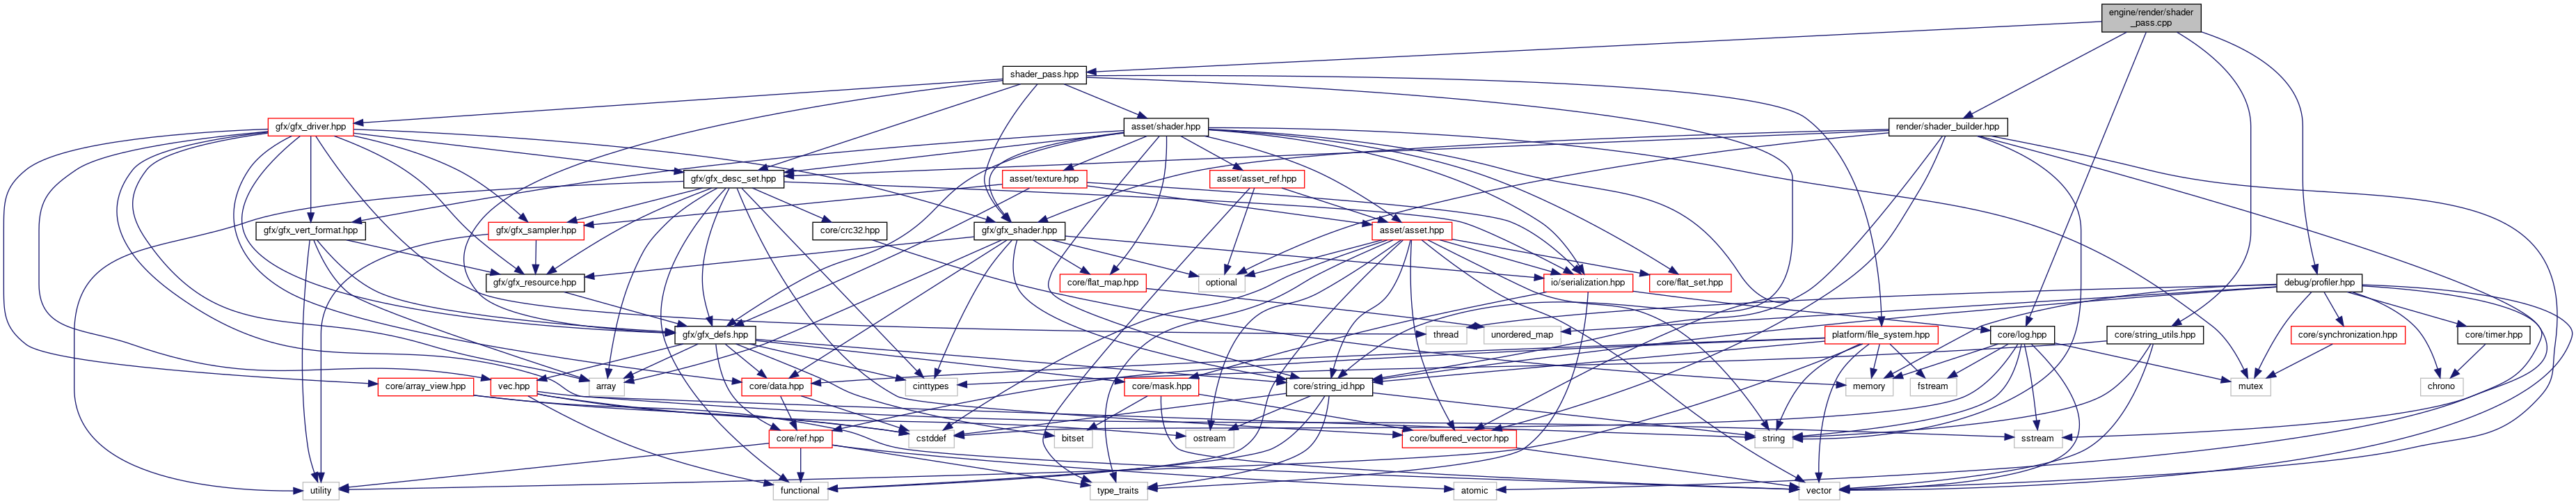 engine/render/shader
_pass.cpp
shader_pass.hpp
gfx/gfx_driver.hpp
asset/shader.hpp
render/shader_builder.hpp
gfx/gfx_desc_set.hpp
asset/texture.hpp
asset/asset_ref.hpp
gfx/gfx_vert_format.hpp
gfx/gfx_sampler.hpp
core/crc32.hpp
gfx/gfx_shader.hpp
asset/asset.hpp
gfx/gfx_resource.hpp
core/flat_map.hpp
optional
io/serialization.hpp
core/flat_set.hpp
debug/profiler.hpp
gfx/gfx_defs.hpp
thread
unordered_map
platform/file_system.hpp
core/log.hpp
core/string_utils.hpp
core/synchronization.hpp
core/timer.hpp
core/array_view.hpp
vec.hpp
array
core/data.hpp
cinttypes
core/mask.hpp
core/string_id.hpp
memory
fstream
mutex
chrono
core/ref.hpp
cstddef
bitset
ostream
core/buffered_vector.hpp
string
sstream
utility
functional
type_traits
atomic
vector